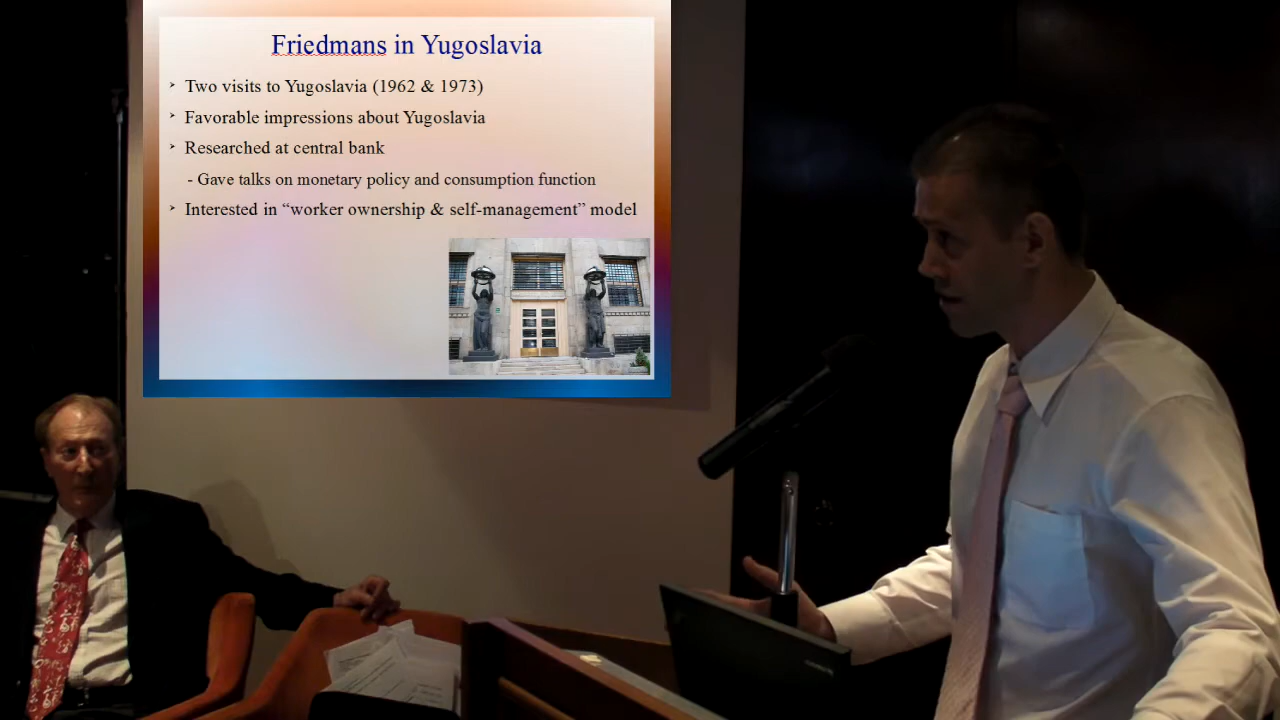 Friedmans in Yugoslavia
Two visits to Yugoslavia (1962 & 1973)
Favorable impressions about Yugoslavia
Researched at central bank
- Gave talks on monetary policy and consumption function
Interested in “worker ownership & self-management” model